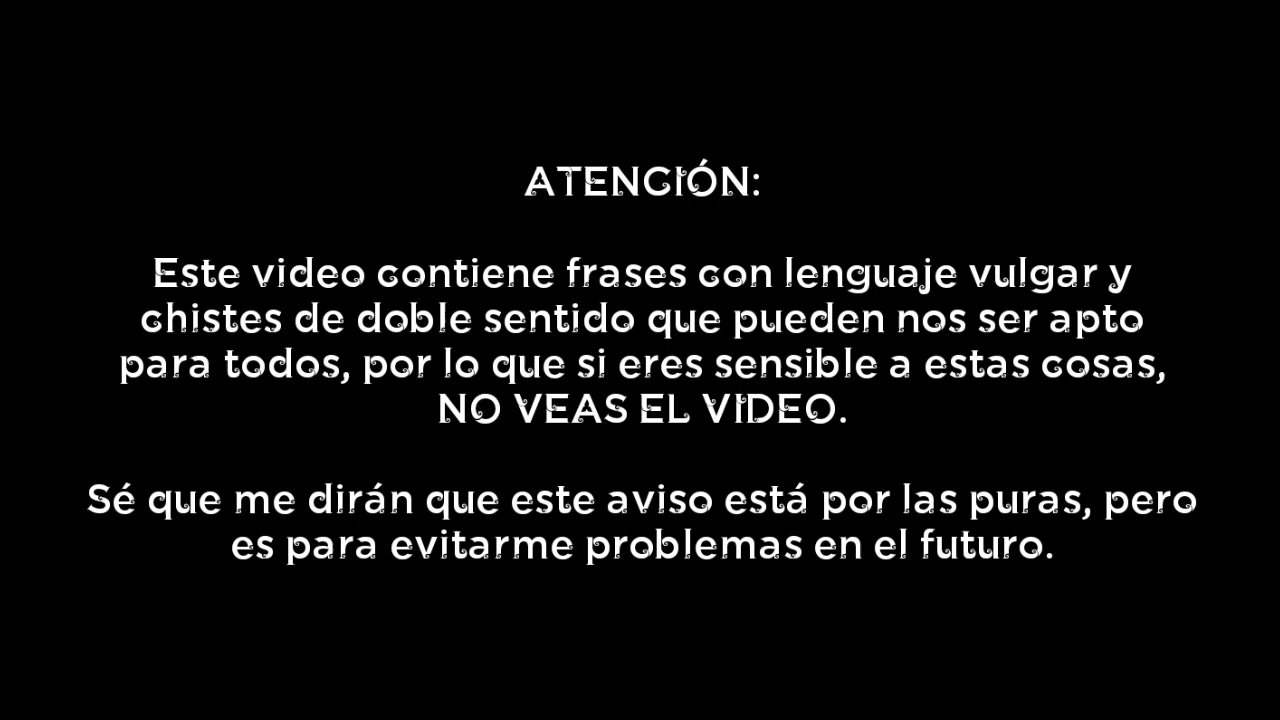 ATENCIÓN:
Este video contiene frases con lenguaje vulgar y
chistes de doble sentido que pueden nos ser apto
para todos, por lo que si eres sensible a estas cosas,
NO VEAS EL VIDEO.
Sé que me dirán que este aviso está por las puras, pero
es para evitarme problemas en el futuro.